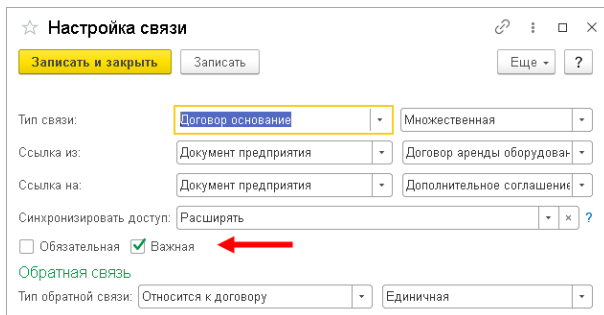 Настройка связи
Записать и закрыть Записать Еще ?
Тип связи: Договор основание Множественная
Ссылка из: Документ предприятия Договор аренды оборудован
Ссылка на: Документ предприятия Дополнительное соглашение
Синхронизировать доступ: Расширять × ?
Обязательная Важная
Обратная связь
Тип обратной связи: Относится к договору Единичная